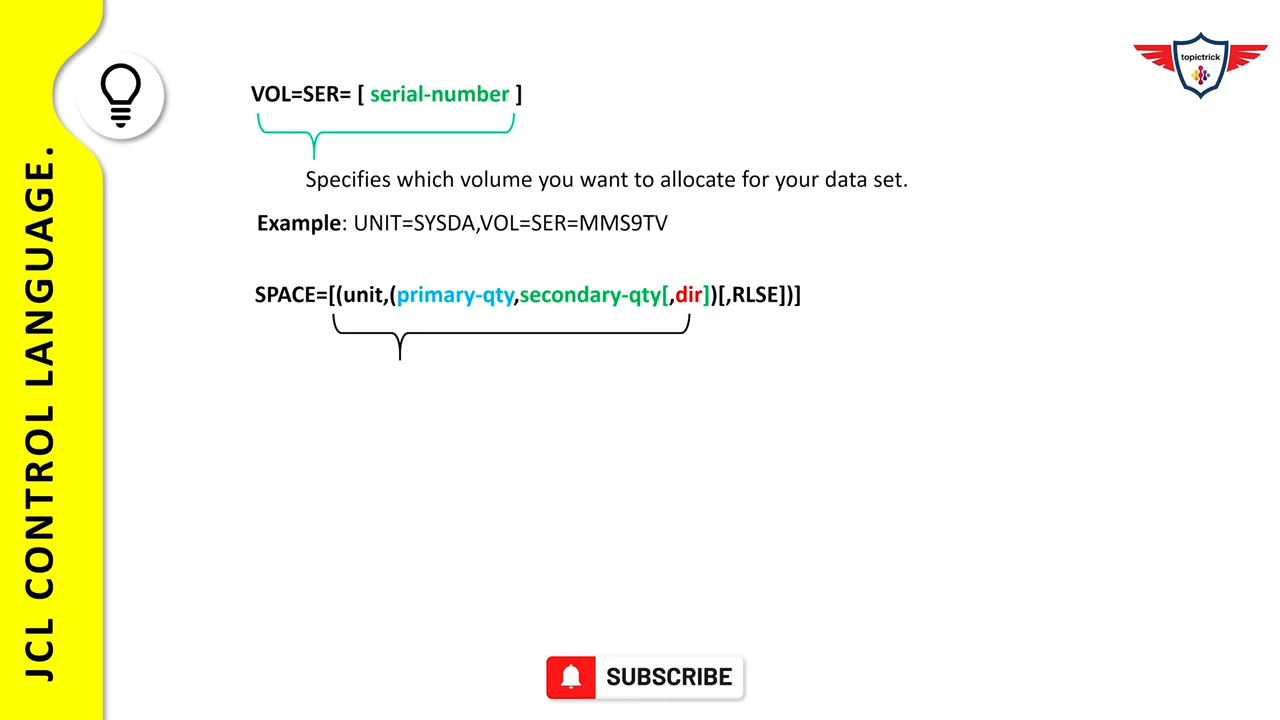 topictrick
VOL=SER= [ serial-number ]
Specifies which volume you want to allocate for your data set.
Example: UNIT=SYSDA,VOL=SER=MMS9TV
SPACE=[(unit,(primary-qty,secondary-qty[,dir])[,RLSE])]
JCL CONTROL LANGUAGE.
SUBSCRIBE